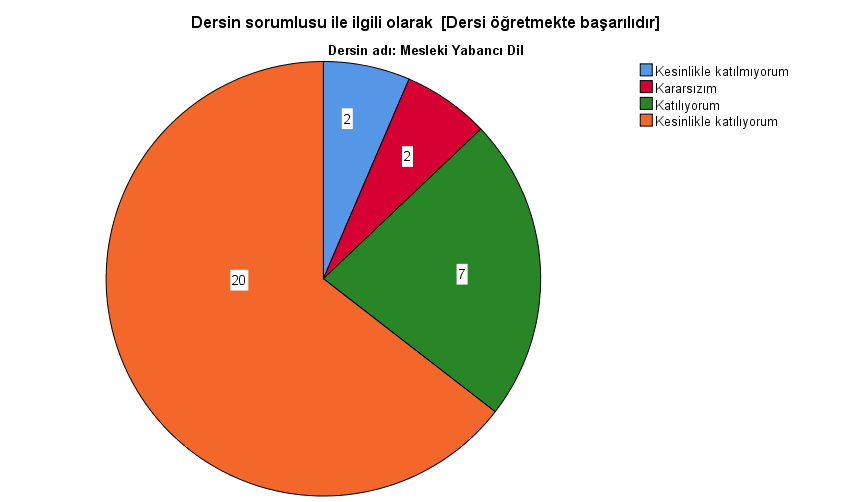 Dersin sorumlusu ile ilgili olarak  [Dersi öğretmekte başarılıdır]
Dersin adı: Mesleki Yabancı Dil
Kesinlikle katılmıyorum
Kararsızım
Katılıyorum
Kesinlikle katılıyorum
2
2
7
20